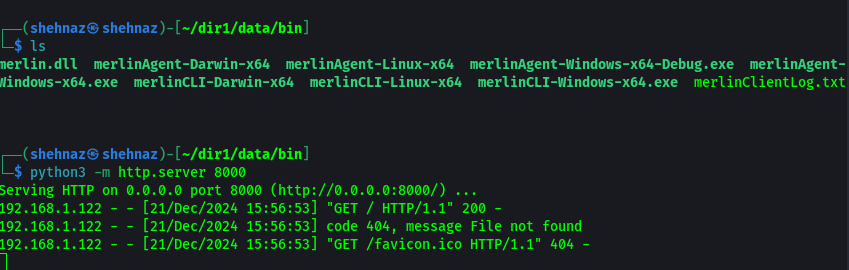 ┌──(shehnaz㉿shehnaz)-[~/dir1/data/bin]
└─$ ls
merlin.dll  merlinAgent-Darwin-x64  merlinAgent-Linux-x64  merlinAgent-Windows-x64-Debug.exe  merlinAgent-
Windows-x64.exe  merlinCLI-Darwin-x64  merlinCLI-Linux-x64  merlinCLI-Windows-x64.exe  merlinClientLog.txt
┌──(shehnaz㉿shehnaz)-[~/dir1/data/bin]
└─$ python3 -m http.server 8000
Serving HTTP on 0.0.0.0 port 8000 (http://0.0.0.0:8000/) ...
192.168.1.122 - - [21/Dec/2024 15:56:53] "GET / HTTP/1.1" 200 -
192.168.1.122 - - [21/Dec/2024 15:56:53] code 404, message File not found
192.168.1.122 - - [21/Dec/2024 15:56:53] "GET /favicon.ico HTTP/1.1" 404 -